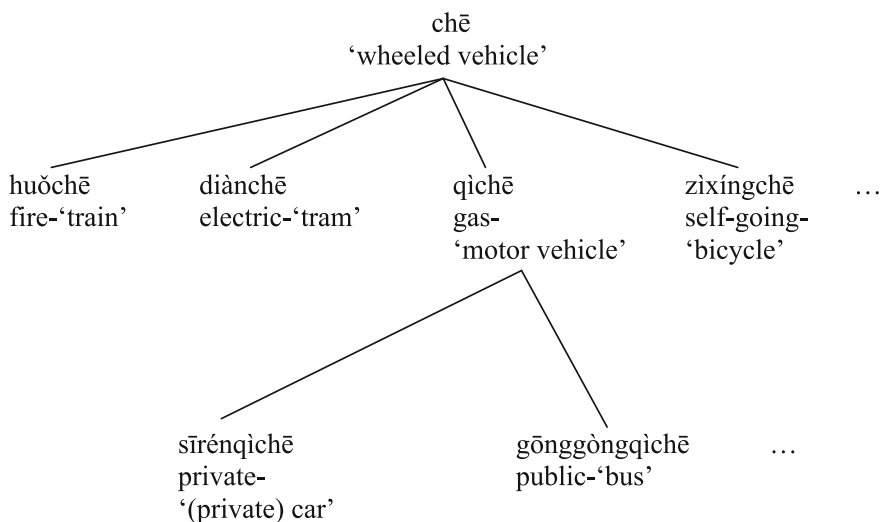 chē
‘wheeled vehicle’
huǒchē diànchē qìchē zìxíngchē …
fire-‘train’ electric-‘tram’ gas- self-going-
‘motor vehicle’ ‘bicycle’
sīrénqìchē gōnggòngqìchē …
private- public-‘bus’
‘(private) car’